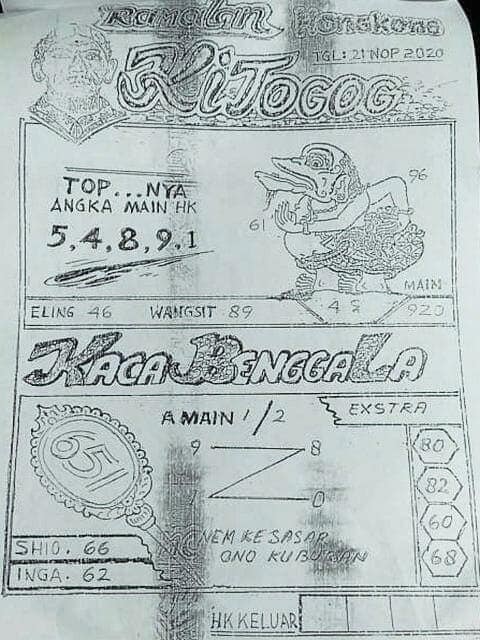 Ramalan Hongkong
TGL: 21 NOP 2020
Ki TOGOG
TOP...NYA
ANGKA MAIN HK
5,4,8,9,1
96
61
MAIN
ELING 46 WANGSIT 89
920
KACA BENGGALA
A MAIN 1/2
EXSTRA
651
9 8
0
80
82
60
68
SHIO. 66
INGA. 62
NEM KE SASAR
ONO KUBURAN
HK KELUAR